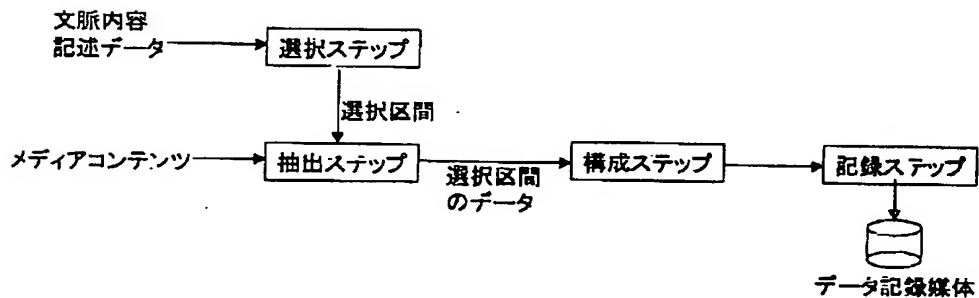 文脈内容
記述データ
選択ステップ
選択区間
メディアコンテンツ
抽出ステップ
選択区間
のデータ
構成ステップ
記録ステップ
データ記録媒体